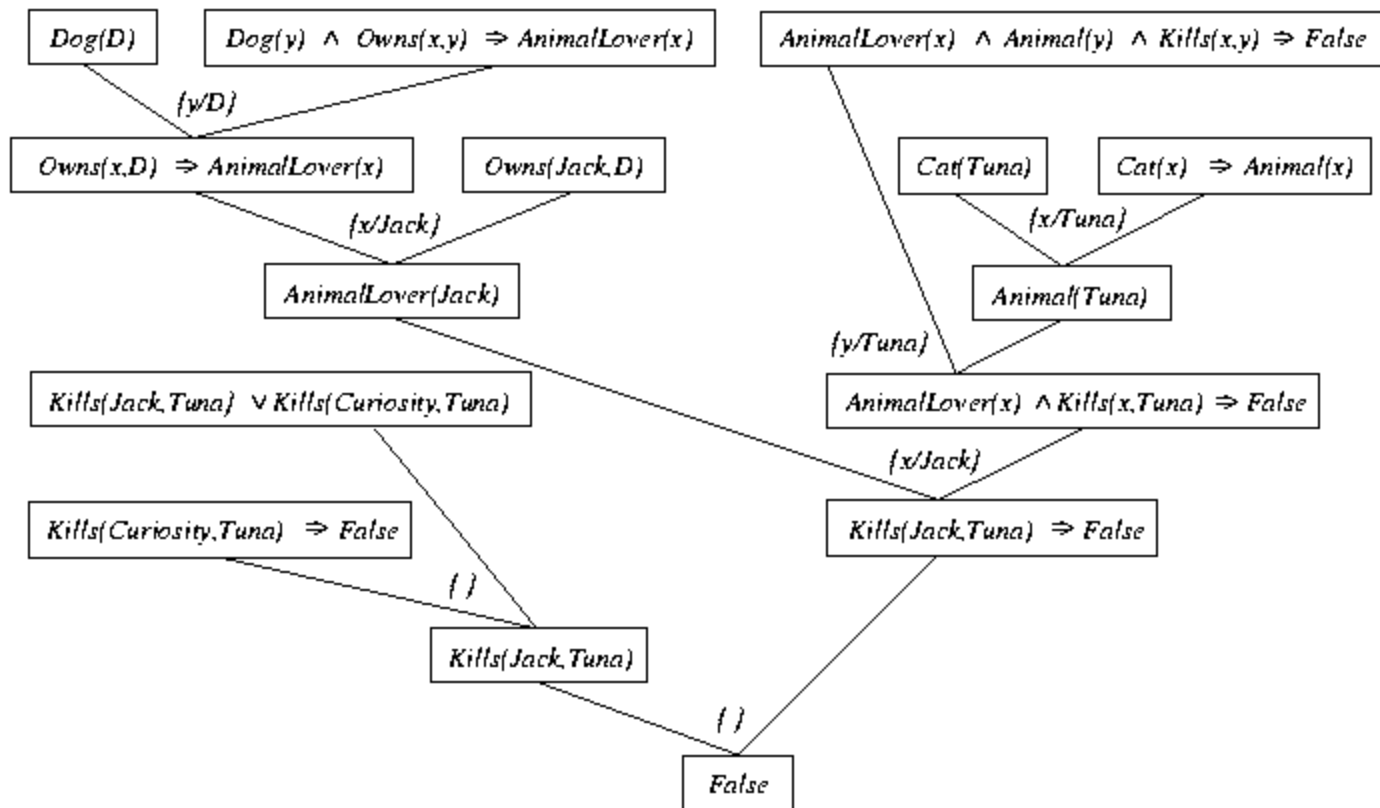 Dog(D)
Dog(y) ∧ Owns(x,y) ⇒ AnimalLover(x)
AnimalLover(x) ∧ Animal(y) ∧ Kills(x,y) ⇒ False
{y/D}
Owns(x,D) ⇒ AnimalLover(x)
Owns(Jack,D)
Cat(Tuna)
Cat(x) ⇒ Animal(x)
{x/Jack}
{x/Tuna}
AnimalLover(Jack)
Animal(Tuna)
{y/Tuna}
Kills(Jack,Tuna) ∨ Kills(Curiosity,Tuna)
AnimalLover(x) ∧ Kills(x,Tuna) ⇒ False
{x/Jack}
Kills(Curiosity,Tuna) ⇒ False
Kills(Jack,Tuna) ⇒ False
{ }
Kills(Jack,Tuna)
{ }
False